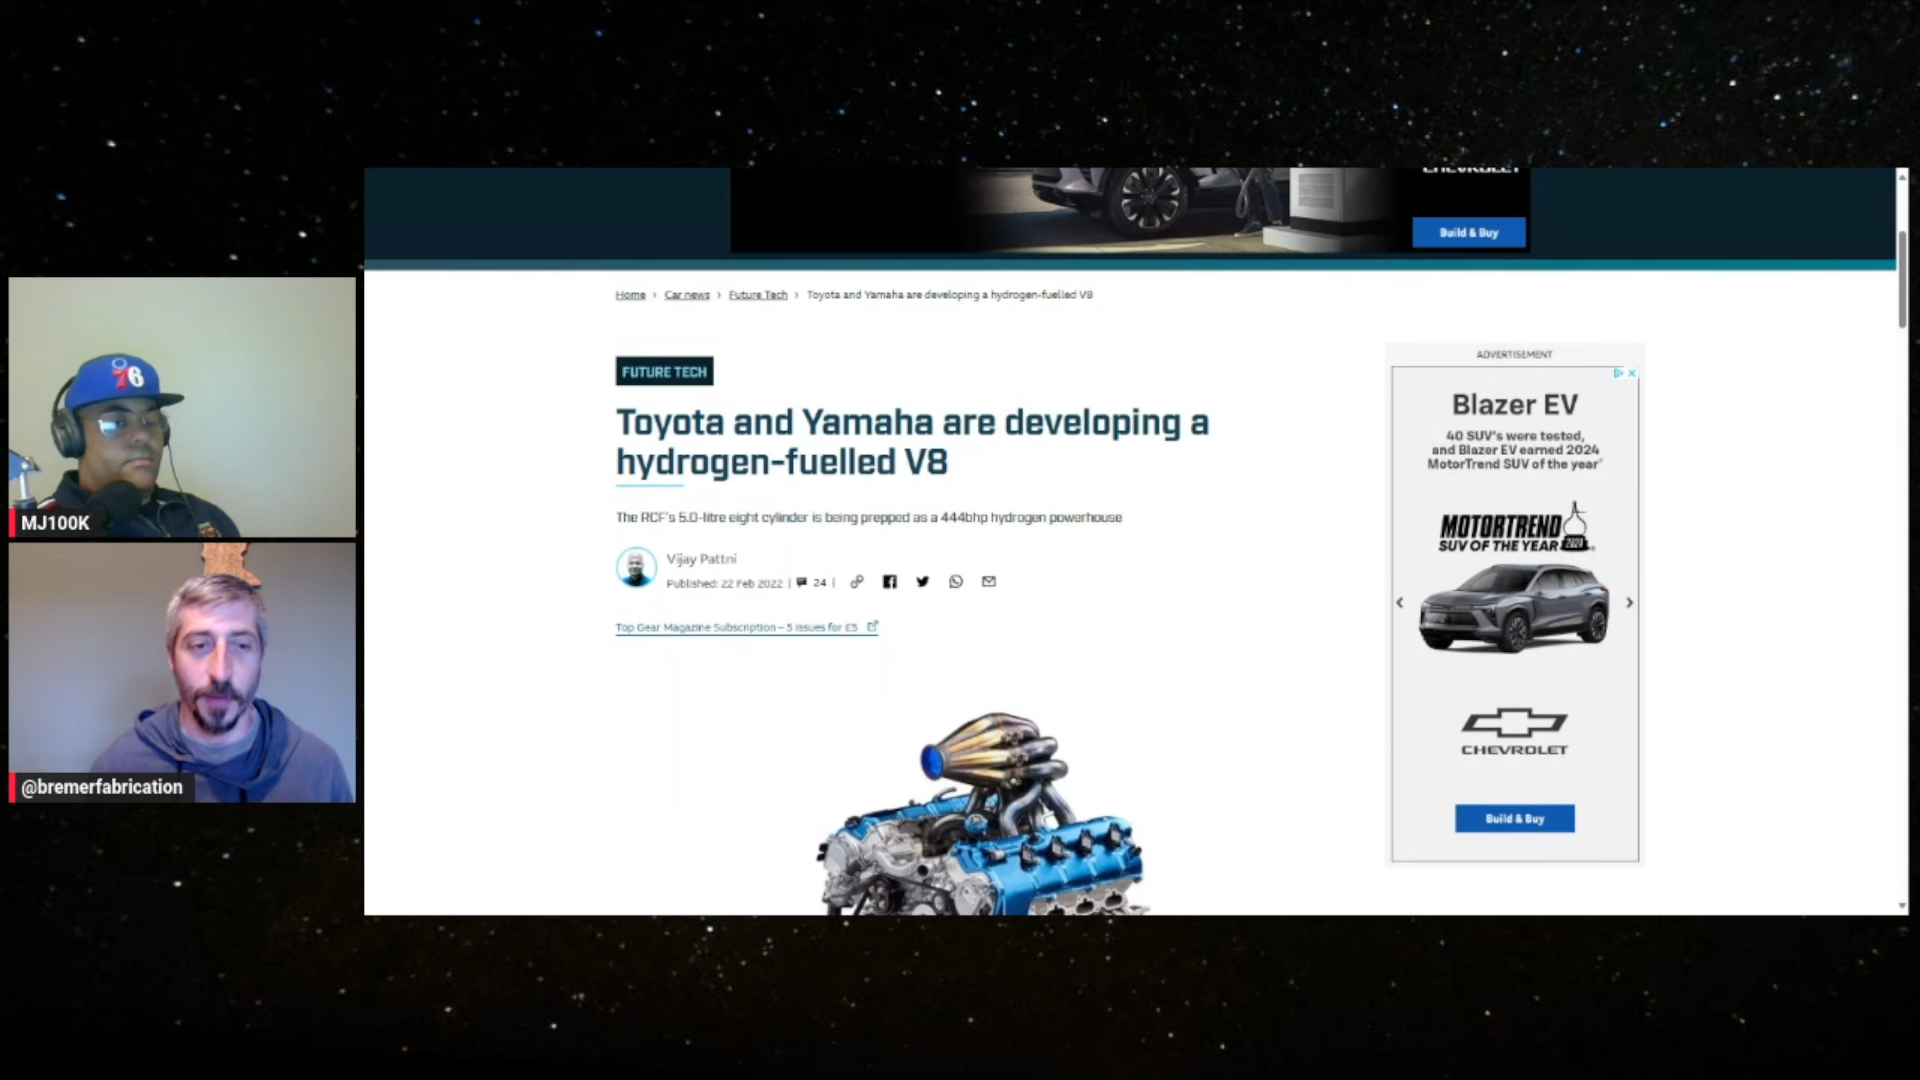 CHEVROLET
Build & Buy
Home > Car news > Future Tech > Toyota and Yamaha are developing a hydrogen-fuelled V8
ADVERTISEMENT
FUTURE TECH
Toyota and Yamaha are developing a
hydrogen-fuelled V8
The RCF's 5.0-litre eight cylinder is being prepped as a 444bhp hydrogen powerhouse
Vijay Pattni
Published: 22 Feb 2022 | 24 |
Top Gear Magazine Subscription – 5 issues for £5
Blazer EV
40 SUV's were tested,
and Blazer EV earned 2024
MotorTrend SUV of the year
MOTORTREND
SUV OF THE YEAR
CHEVROLET
Build & Buy
76
MJ100K
@bremerfabrication